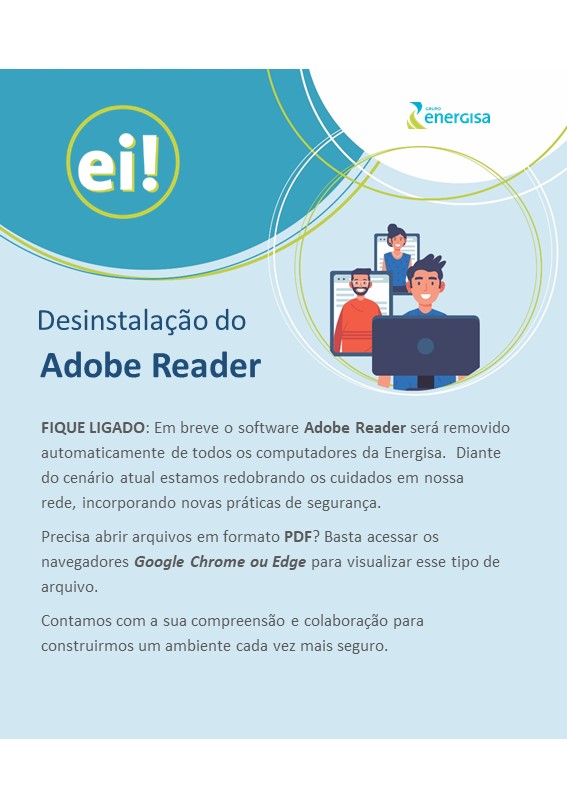 ei!
GRUPO
energisa
Desinstalação do
Adobe Reader
FIQUE LIGADO: Em breve o software Adobe Reader será removido
automaticamente de todos os computadores da Energisa.  Diante
do cenário atual estamos redobrando os cuidados em nossa
rede, incorporando novas práticas de segurança.
Precisa abrir arquivos em formato PDF? Basta acessar os
navegadores Google Chrome ou Edge para visualizar esse tipo de
arquivo.
Contamos com a sua compreensão e colaboração para
construirmos um ambiente cada vez mais seguro.